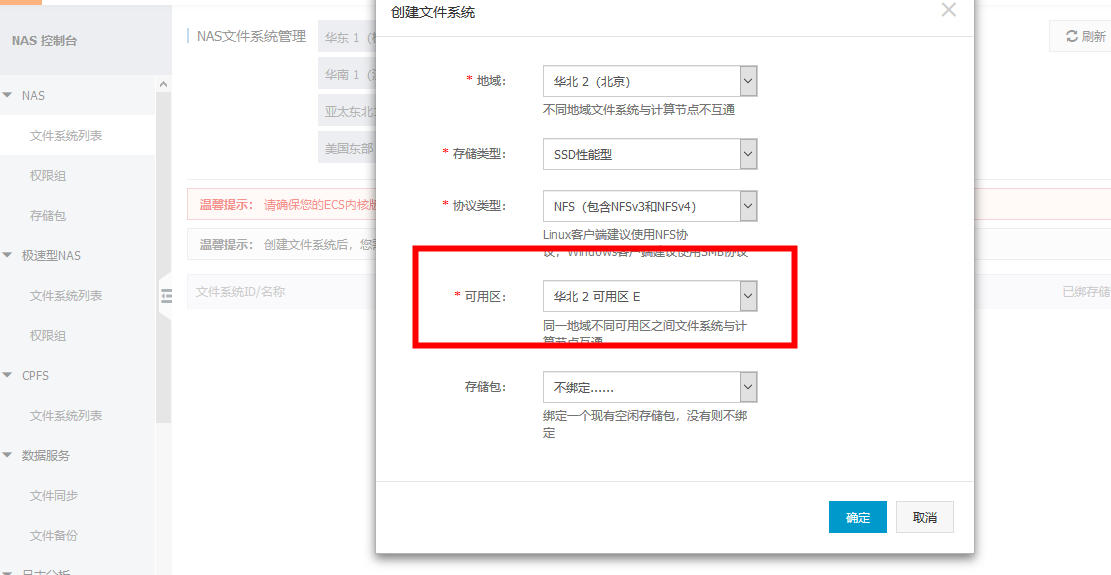 创建文件系统
NAS 控制台
NAS文件系统管理
华东 1
刷新
华南 1
亚太东北
美国东部
NAS
文件系统列表
权限组
存储包
极速型NAS
文件系统列表
权限组
CPFS
文件系统列表
数据服务
文件同步
文件备份
日志分析
温馨提示： 请确保您的ECS内核版
温馨提示： 创建文件系统后，您
文件系统ID/名称
已绑存储
* 地域：
华北 2（北京）
不同地域文件系统与计算节点不互通
* 存储类型：
SSD性能型
* 协议类型：
NFS（包含NFSv3和NFSv4）
Linux客户端建议使用NFS协
议，Windows客户端建议使用SMB协议
* 可用区：
华北 2 可用区 E
同一地域不同可用区之间文件系统与计
算节点互通
存储包：
不绑定......
绑定一个现有空闲存储包，没有则不绑
定
确定
取消